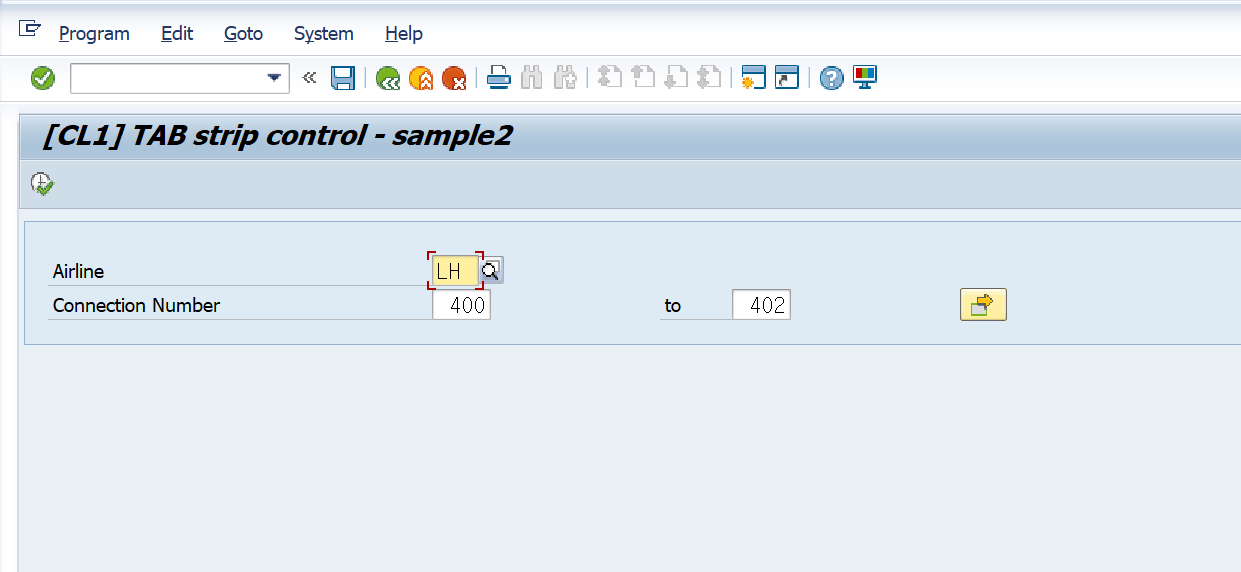 Program Edit Goto System Help
[CL1] TAB strip control - sample2
Airline LH
Connection Number 400 to 402